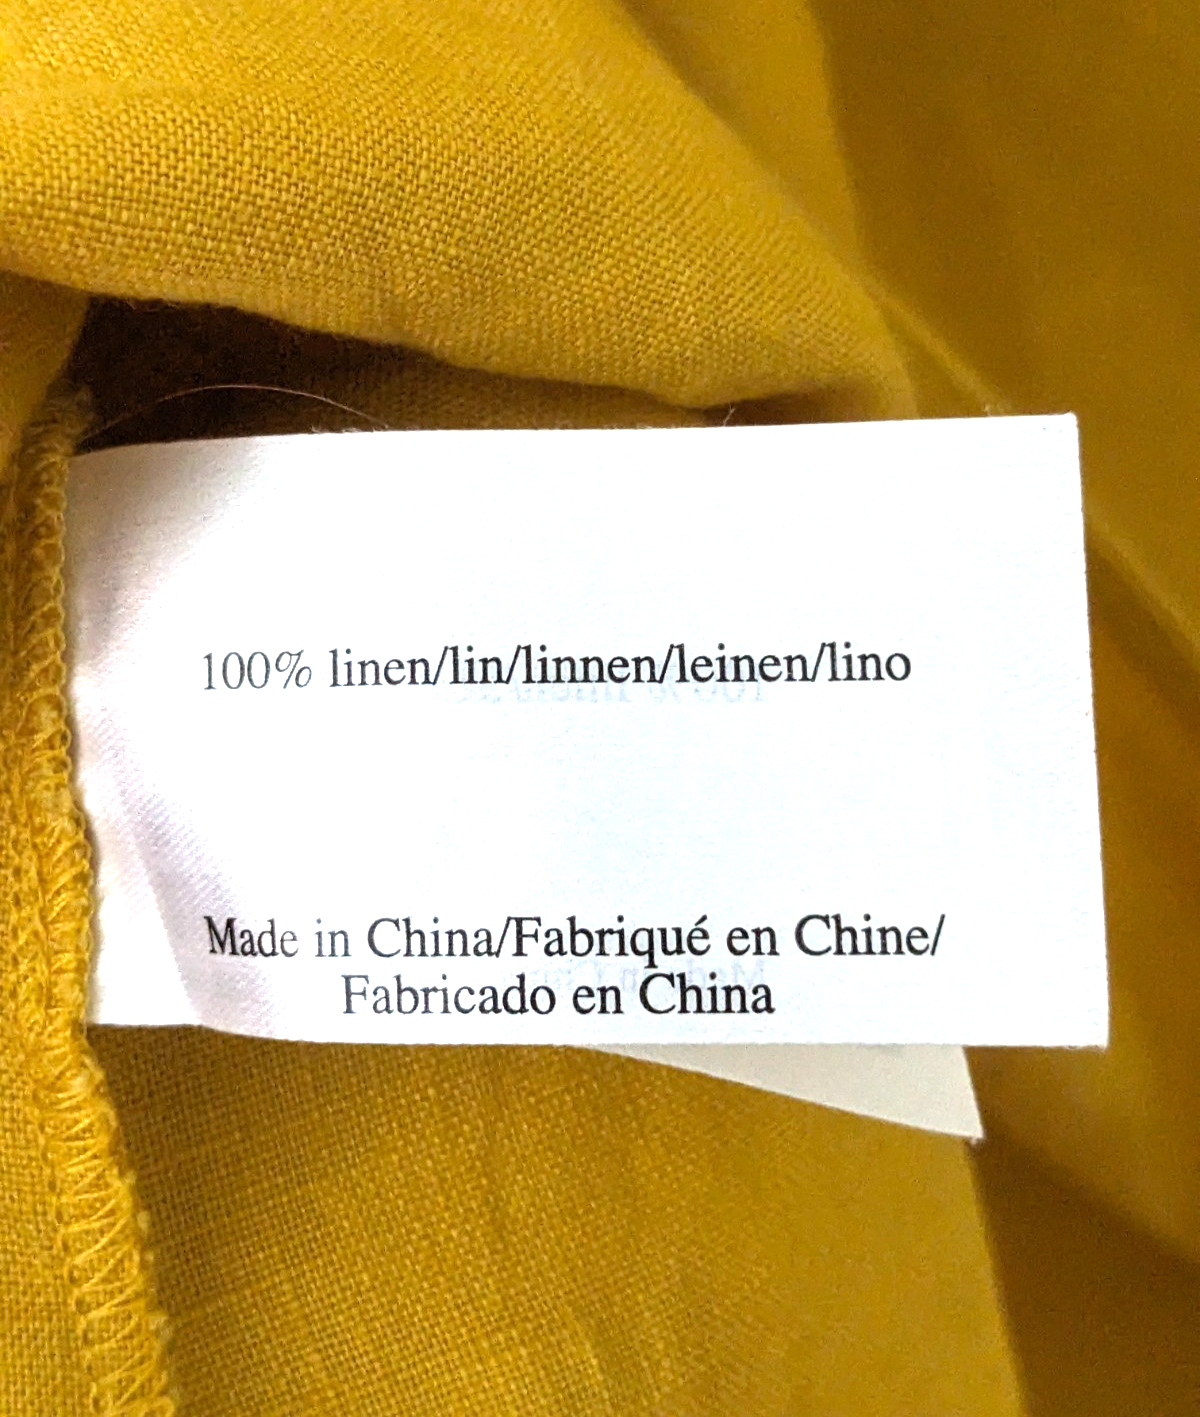 100% linen/lin/linnen/leinen/lino
Made in China/Fabriqué en Chine/
Fabricado en China